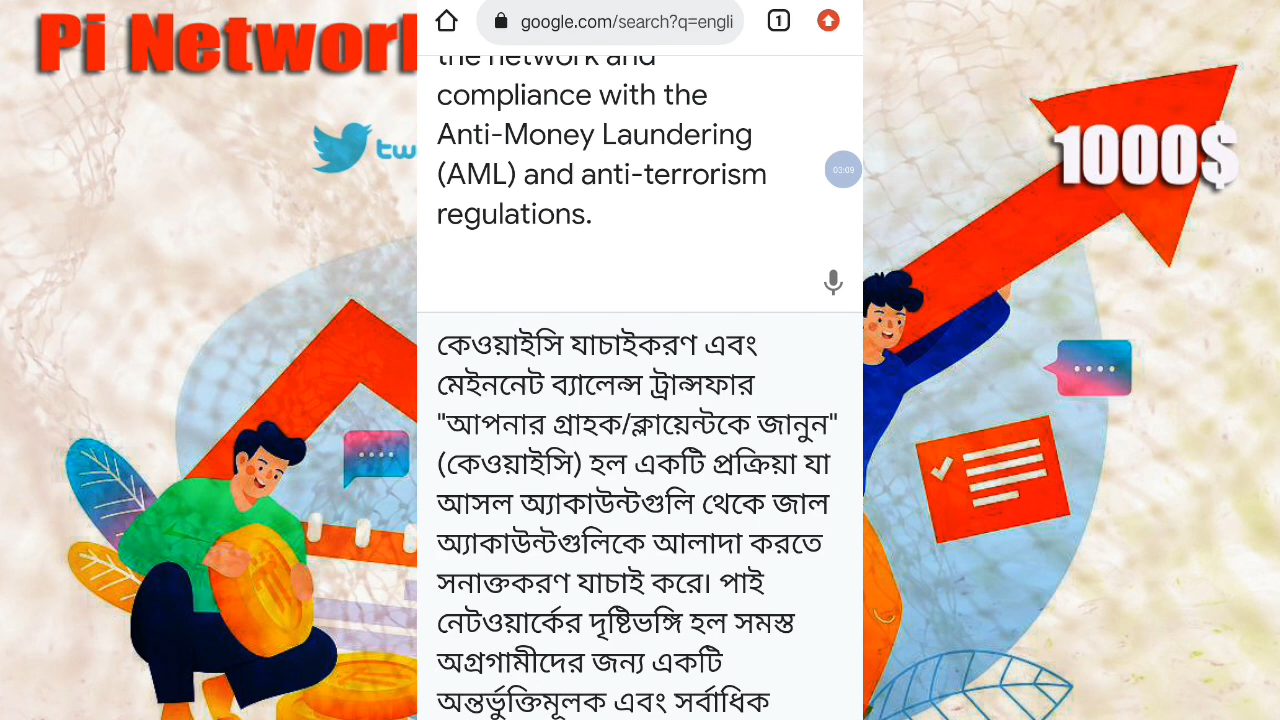 Pi Networ
tw
google.com/search?q=engli
1
the network and
compliance with the
Anti-Money Laundering
(AML) and anti-terrorism
regulations.
03:09
1000$
কেওয়াইসি যাচাইকরণ এবং
মেইননেট ব্যালেন্স ট্রান্সফার
"আপনার গ্রাহক/ক্লায়েন্টকে জানুন"
(কেওয়াইসি) হল একটি প্রক্রিয়া যা
আসল অ্যাকাউন্টগুলি থেকে জাল
অ্যাকাউন্টগুলিকে আলাদা করতে
সনাক্তকরণ যাচাই করে। পাই
নেটওয়ার্কের দৃষ্টিভঙ্গি হল সমস্ত
অগ্রগামীদের জন্য একটি
অন্তর্ভুক্তিমূলক এবং সর্বাধিক